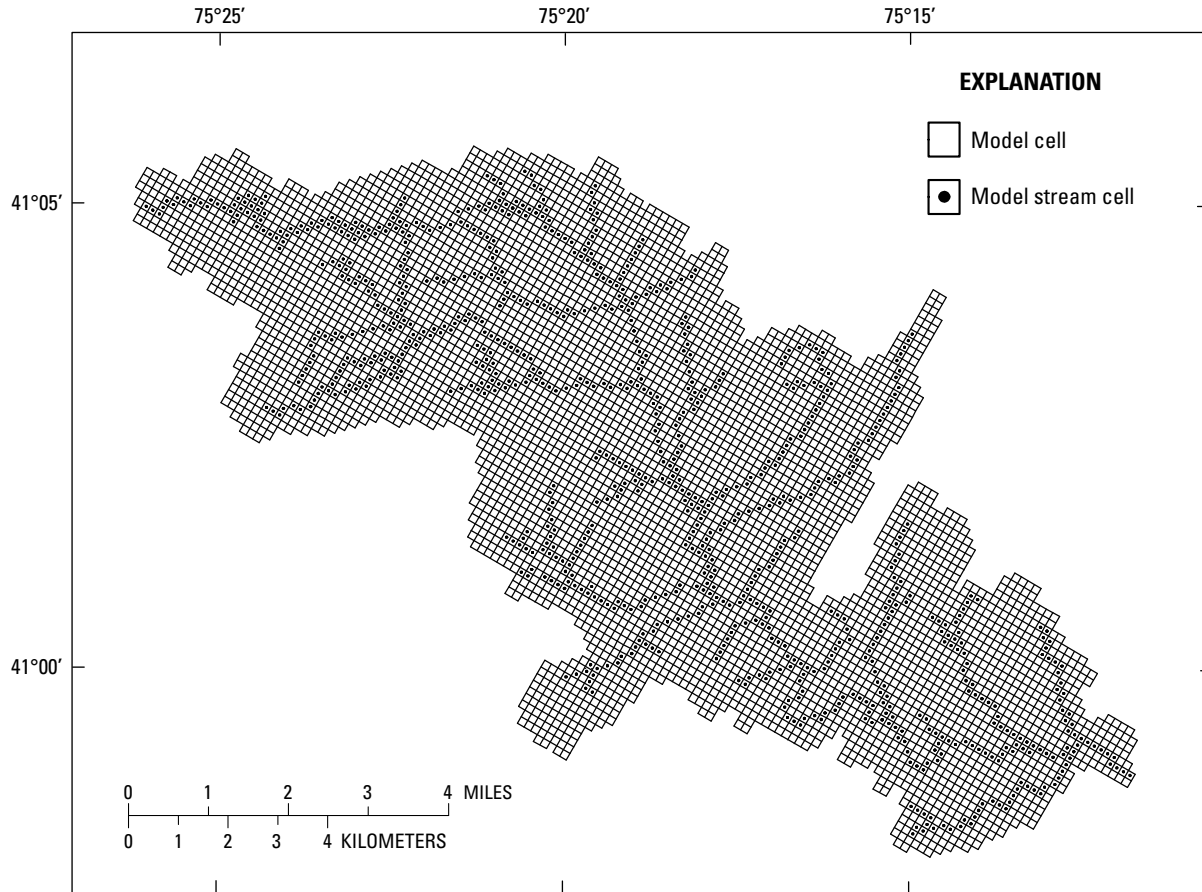 75°25′ 75°20′ 75°15′
EXPLANATION
Model cell
Model stream cell
41°05′
41°00′
0 1 2 3 4 MILES
0 1 2 3 4 KILOMETERS